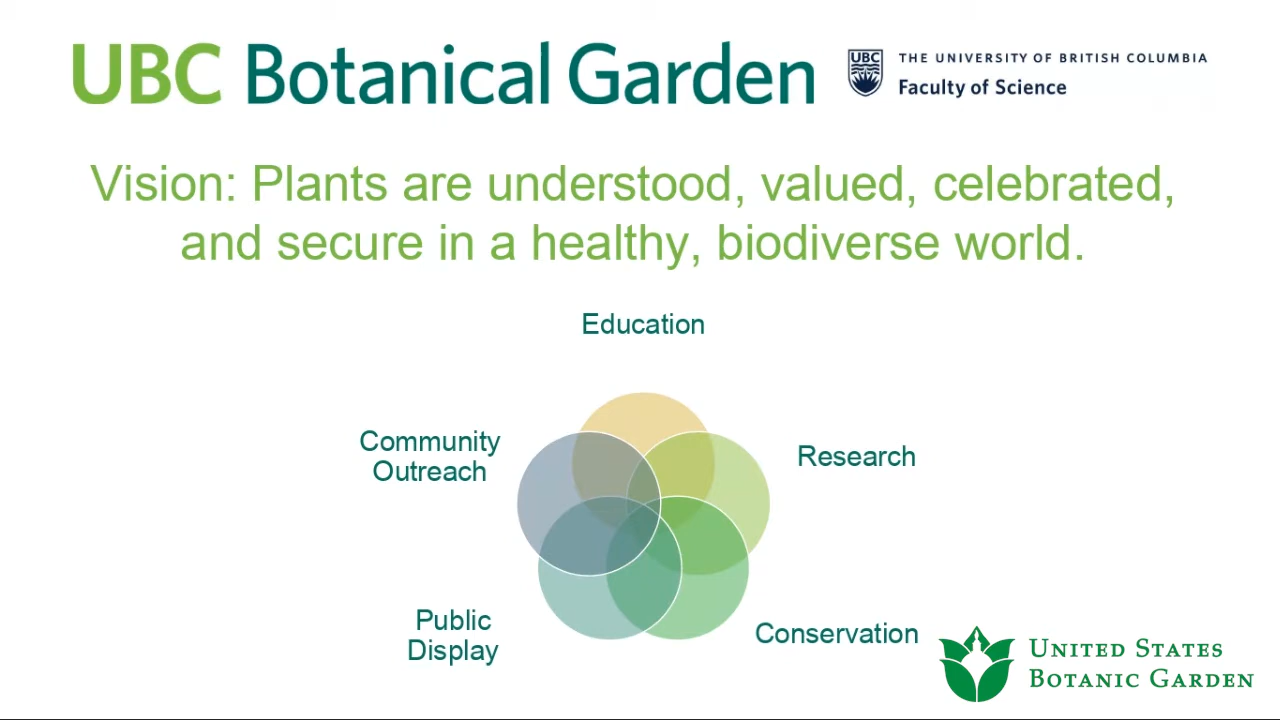 UBC Botanical Garden
UBC
THE UNIVERSITY OF BRITISH COLUMBIA
Faculty of Science
Vision: Plants are understood, valued, celebrated,
and secure in a healthy, biodiverse world.
Education
Community
Outreach
Research
Public
Display
Conservation
UNITED STATES
BOTANIC GARDEN